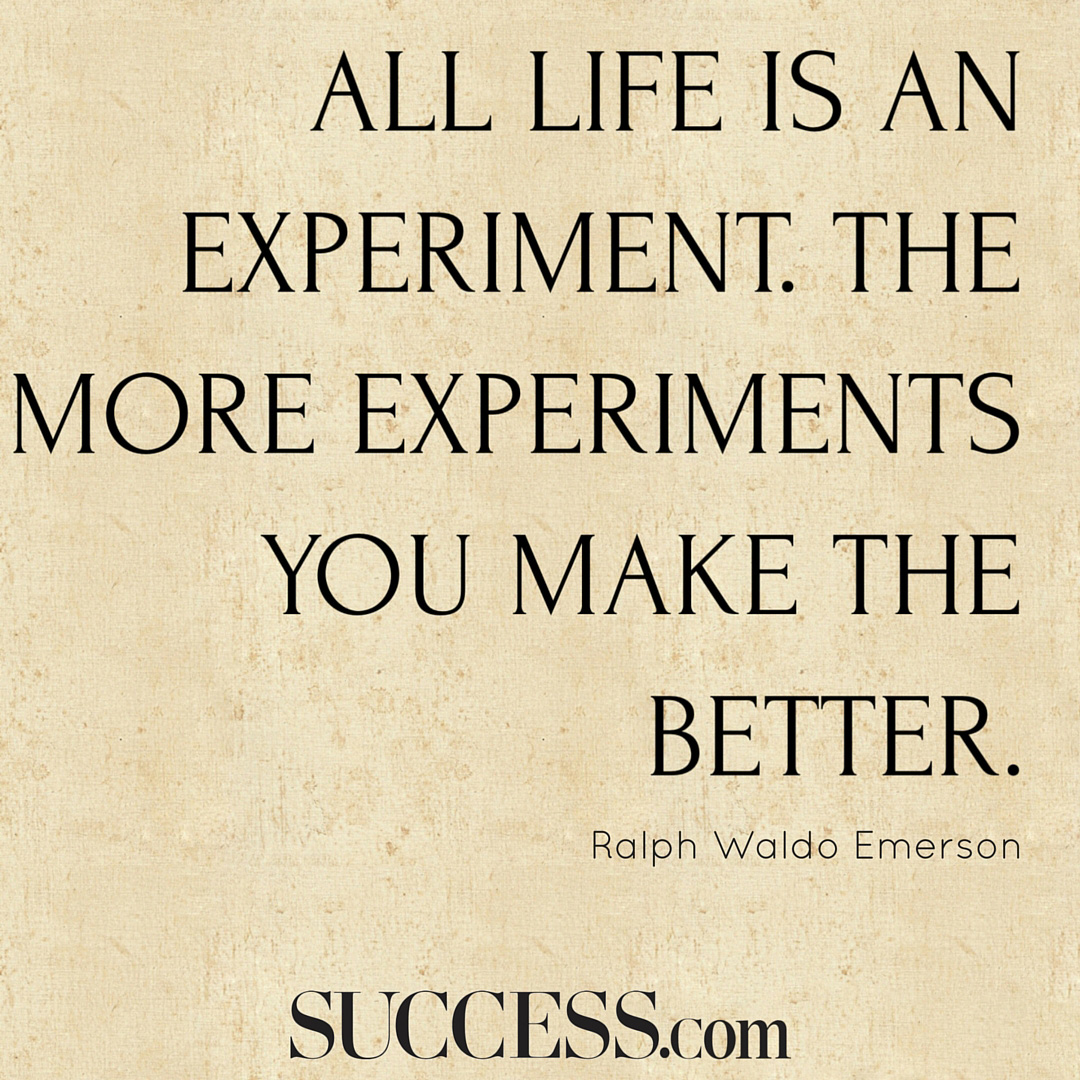 ALL LIFE IS AN
EXPERIMENT. THE
MORE EXPERIMENTS
YOU MAKE THE
BETTER.
Ralph Waldo Emerson
SUCCESS.com